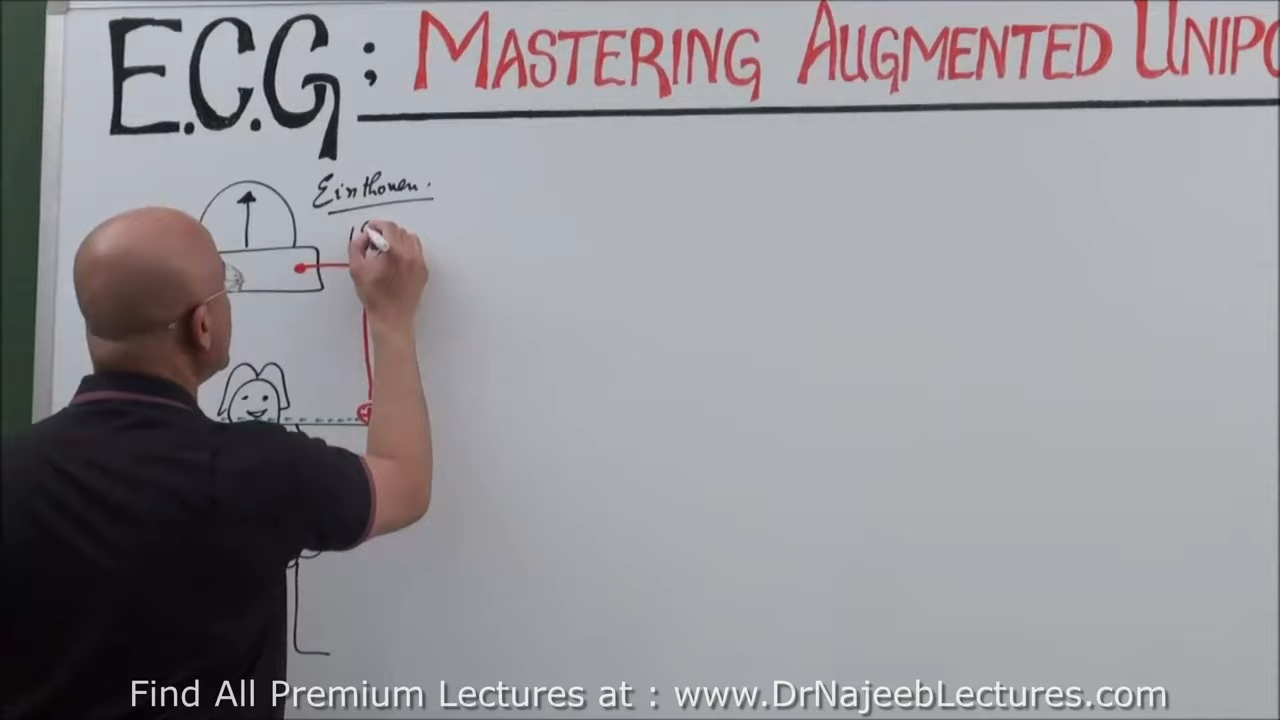 E.C.G; MASTERING AUGMENTED UNIPO
Einthoven.
Find All Premium Lectures at : www.DrNajeebLectures.com